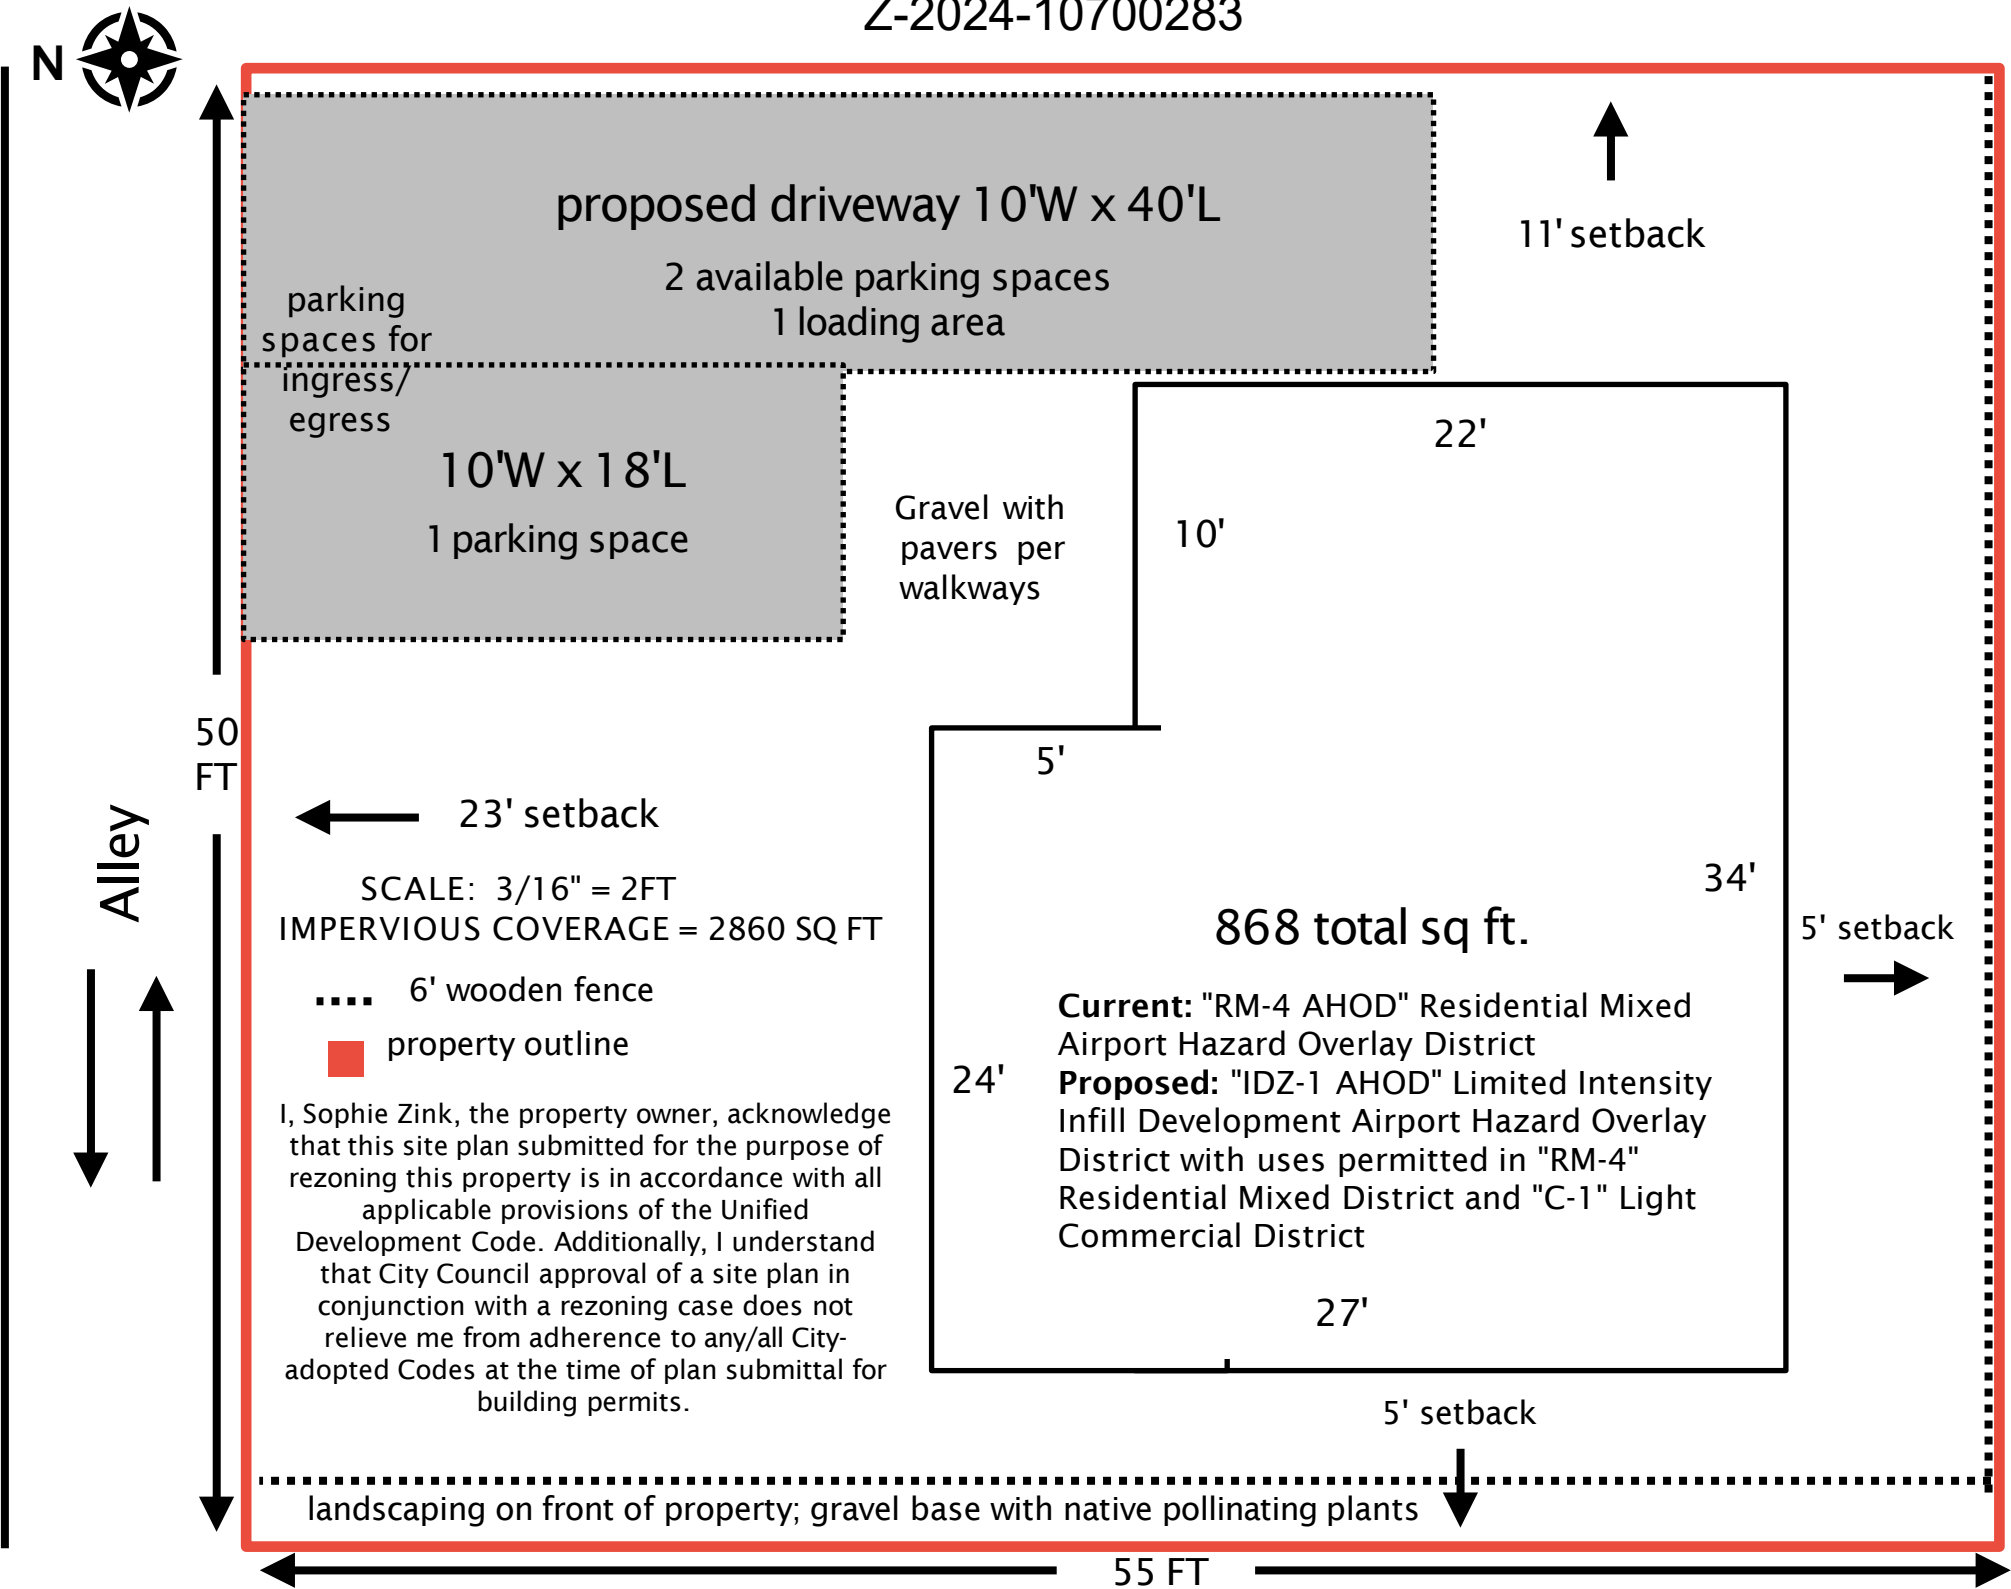 Z-2024-10700283
N
proposed driveway 10'W x 40'L
2 available parking spaces
1 loading area
11' setback
parking
spaces for
ingress/
egress
10'W x 18'L
1 parking space
Gravel with
pavers per
walkways
22'
10'
50
FT
5'
23' setback
Alley
SCALE: 3/16" = 2FT
IMPERVIOUS COVERAGE = 2860 SQ FT
6' wooden fence
property outline
34'
868 total sq ft.
5' setback
24'
Current: "RM-4 AHOD" Residential Mixed
Airport Hazard Overlay District
Proposed: "IDZ-1 AHOD" Limited Intensity
Infill Development Airport Hazard Overlay
District with uses permitted in "RM-4"
Residential Mixed District and "C-1" Light
Commercial District
27'
I, Sophie Zink, the property owner, acknowledge
that this site plan submitted for the purpose of
rezoning this property is in accordance with all
applicable provisions of the Unified
Development Code. Additionally, I understand
that City Council approval of a site plan in
conjunction with a rezoning case does not
relieve me from adherence to any/all City-
adopted Codes at the time of plan submittal for
building permits.
5' setback
landscaping on front of property; gravel base with native pollinating plants
55 FT